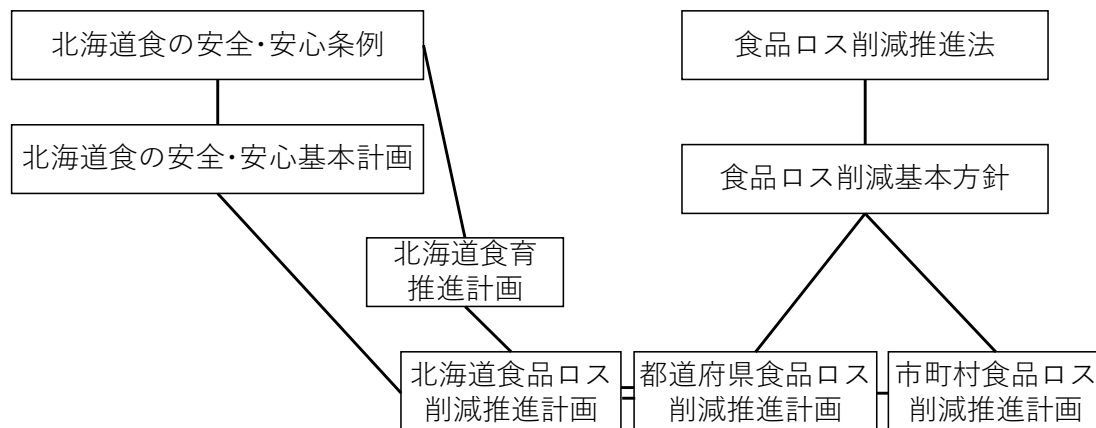 北海道食の安全･安心条例
食品ロス削減推進法
北海道食の安全･安心基本計画
食品ロス削減基本方針
北海道食育
推進計画
北海道食品ロス
削減推進計画
都道府県食品ロス
削減推進計画
市町村食品ロス
削減推進計画